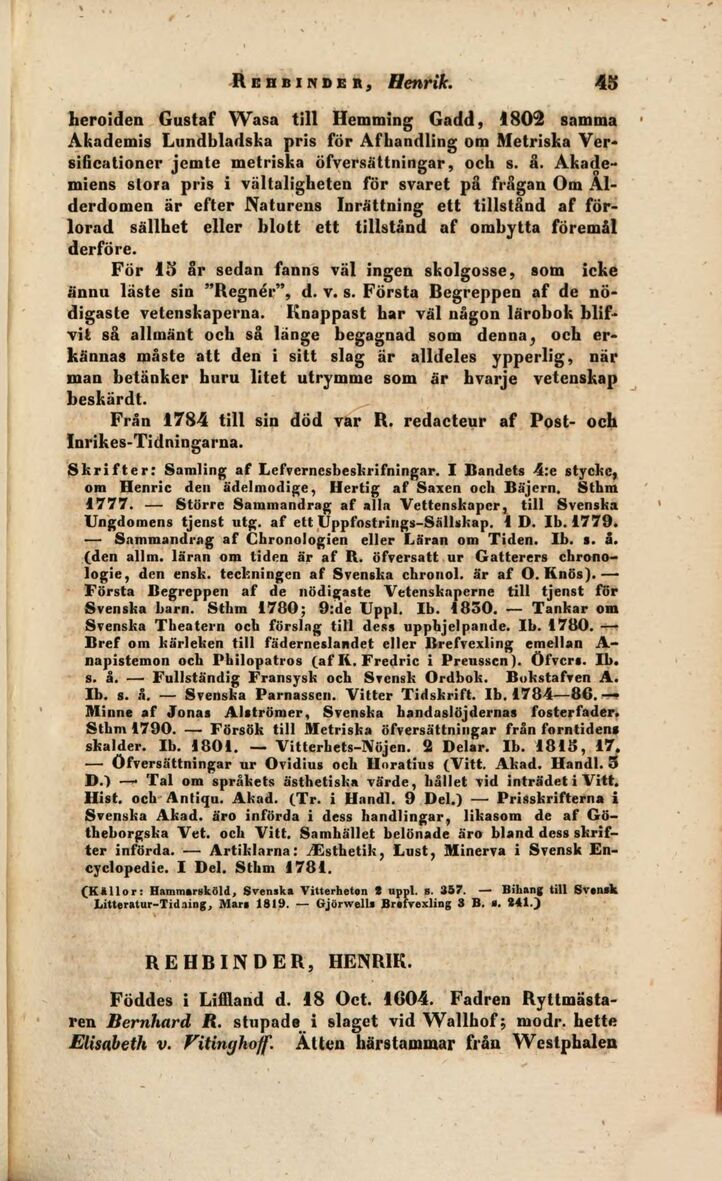 REHBINDER, Henrik. 45
heroiden Gustaf Wasa till Hemming Gadd, 1802 samma
Akademis Lundbladska pris för Afhandling om Metriska Ver-
sificationer jemte metriska öfversättningar, och s. å. Akade-
miens stora pris i vältaligheten för svaret på frågan Om Ål-
derdomen är efter Naturens Inrättning ett tillstånd af för-
lorad sällhet eller blott ett tillstånd af ombytta föremål
derföre.
För 15 år sedan fanns väl ingen skolgosse, som icke
ännu läste sin "Regnér", d. v. s. Första Begreppen af de nö-
digaste vetenskaperna. Knappast har väl någon lärobok blif-
vit så allmänt och så länge begagnad som denna, och er-
kännas måste att den i sitt slag är alldeles ypperlig, när
man betänker huru litet utrymme som är hvarje vetenskap
beskärdt.
Från 1784 till sin död var R. redacteur af Post- och
Inrikes-Tidningarna.
Skrifter: Samling af Lefvernesbeskrifningar. I Bandets 4:e stycke,
om Henric den ädelmodige, Hertig af Saxen och Bäjern. Sthm
1777. — Större Sammandrag af alla Vettenskaper, till Svenska
Ungdomens tjenst utg. af ett Uppfostrings-Sällskap. 1 D. Ib. 1779.
— Sammandrag af Chronologien eller Läran om Tiden. Ib. s. å.
(den allm. läran om tiden är af R. öfversatt ur Gatterers chrono-
logie, den ensk. teckningen af Svenska chronol. är af O. Knös). —
Första Begreppen af de nödigaste Vetenskaperne till tjenst för
Svenska barn. Sthm 1780; 9:de Uppl. Ib. 1830. — Tankar om
Svenska Theatern och förslag till dess upphjelpande. Ib. 1780. —
Bref om kärleken till fäderneslandet eller Brefvexling emellan A-
napistemon och Philopatros (af K. Fredric i Preussen). Öfvers. Ib.
s. å. — Fullständig Fransysk och Svensk Ordbok. Bokstafven A.
Ib. s. å. — Svenska Parnassen. Vitter Tidskrift. Ib. 1784—86. —
Minne af Jonas Alströmer, Svenska handaslöjdernas fosterfader.
Sthm 1790. — Försök till Metriska öfversättningar från forntidens
skalder. Ib. 1801. — Vitterhets-Nöjen. 2 Delar. Ib. 1815, 17.
— Öfversättningar ur Ovidius och Horatius (Vitt. Akad. Handl. 3
D.) — Tal om språkets ästhetiska värde, hållet vid inträdet i Vitt.
Hist. och Antiqu. Akad. (Tr. i Handl. 9 Del.) — Prisskrifterna i
Svenska Akad. äro införda i dess handlingar, likasom de af Gö-
theborgska Vet. och Vitt. Samhället belönade äro bland dess skrif-
ter införda. — Artiklarna: Æsthetik, Lust, Minerva i Svensk En-
cyclopedie. I Del. Sthm 1781.
(Källor: Hammarsköld, Svenska Vitterheten 2 uppl. s. 357. — Bihang till Svensk
Litteratur-Tidning, Mars 1819. — Gjörwells Brefvexling 3 B. s. 241.)
REHBINDER, HENRIK.
Föddes i Liffland d. 18 Oct. 1604. Fadren Ryttmästa-
ren Bernhard R. stupade i slaget vid Wallhof; modr. hette
Elisabeth v. Vitinghoff. Ätten härstammar från Westphalen